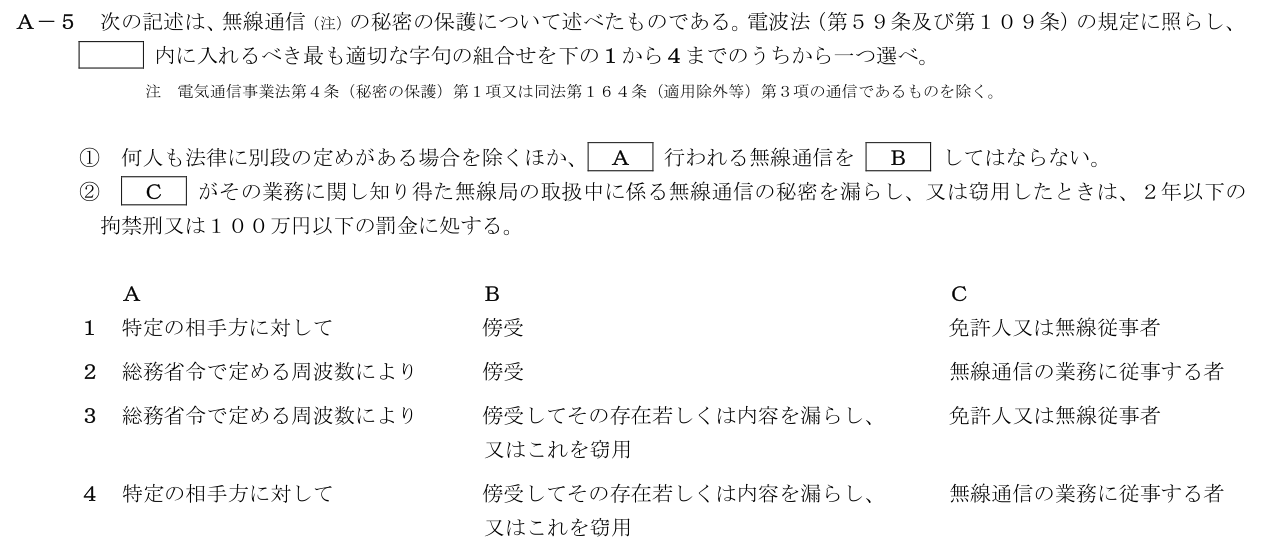 Ａ－５　次の記述は、無線通信（注）の秘密の保護について述べたものである。電波法（第５９条及び第１０９条）の規定に照らし、
内に入れるべき最も適切な字句の組合せを下の１から４までのうちから一つ選べ。
注　電気通信事業法第４条（秘密の保護）第１項又は同法第１６４条（適用除外等）第３項の通信であるものを除く。
①　何人も法律に別段の定めがある場合を除くほか、 A 行われる無線通信を B してはならない。
②　 C がその業務に関し知り得た無線局の取扱中に係る無線通信の秘密を漏らし、又は窃用したときは、２年以下の
拘禁刑又は１００万円以下の罰金に処する。
A B C
1 特定の相手方に対して 傍受 免許人又は無線従事者
2 総務省令で定める周波数により 傍受 無線通信の業務に従事する者
3 総務省令で定める周波数により 傍受してその存在若しくは内容を漏らし、 免許人又は無線従事者
又はこれを窃用
4 特定の相手方に対して 傍受してその存在若しくは内容を漏らし、 無線通信の業務に従事する者
又はこれを窃用